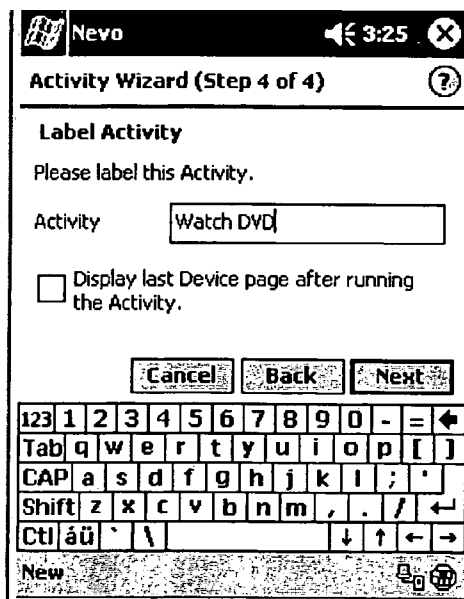 Nevo 3:25
Activity Wizard (Step 4 of 4) ?
Label Activity
Please label this Activity.
Activity Watch DVD
Display last Device page after running
the Activity.
Cancel Back Next
123 1 2 3 4 5 6 7 8 9 0 - = ←
Tab q w e r t y u i o p [ ]
CAP a s d f g h j k l ; '
Shift z x c v b n m , . / ↵
Ctl áü ` \ ↓ ↑ ← →
New